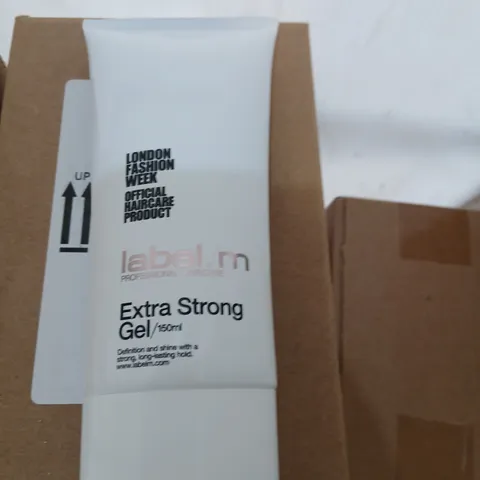 UP
LONDON
FASHION
WEEK
OFFICIAL
HAIRCARE
PRODUCT
label.m
PROFESSIONAL HAIRCARE
Extra Strong
Gel/150ml
Definition and shine with a
strong, long-lasting hold.
www.labelm.com